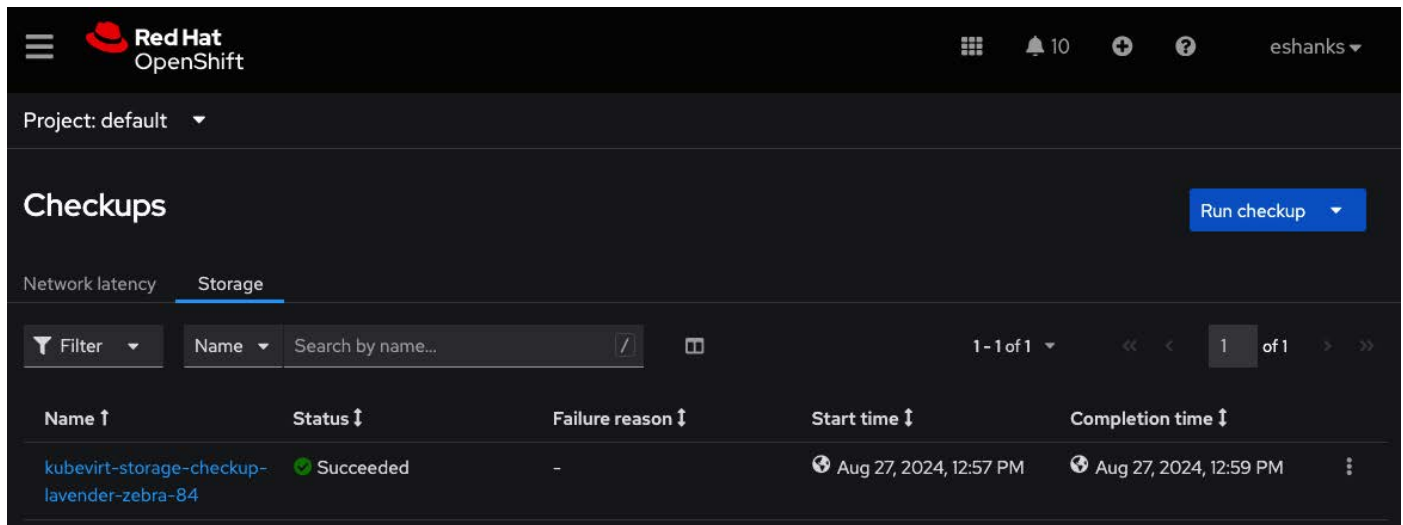 Red Hat
OpenShift
10
eshanks
Project: default
Checkups
Run checkup
Network latency Storage
Filter Name Search by name... / 1 - 1 of 1 « < 1 of 1 > »
Name Status Failure reason Start time Completion time
kubevirt-storage-checkup- Succeeded - Aug 27, 2024, 12:57 PM Aug 27, 2024, 12:59 PM
lavender-zebra-84